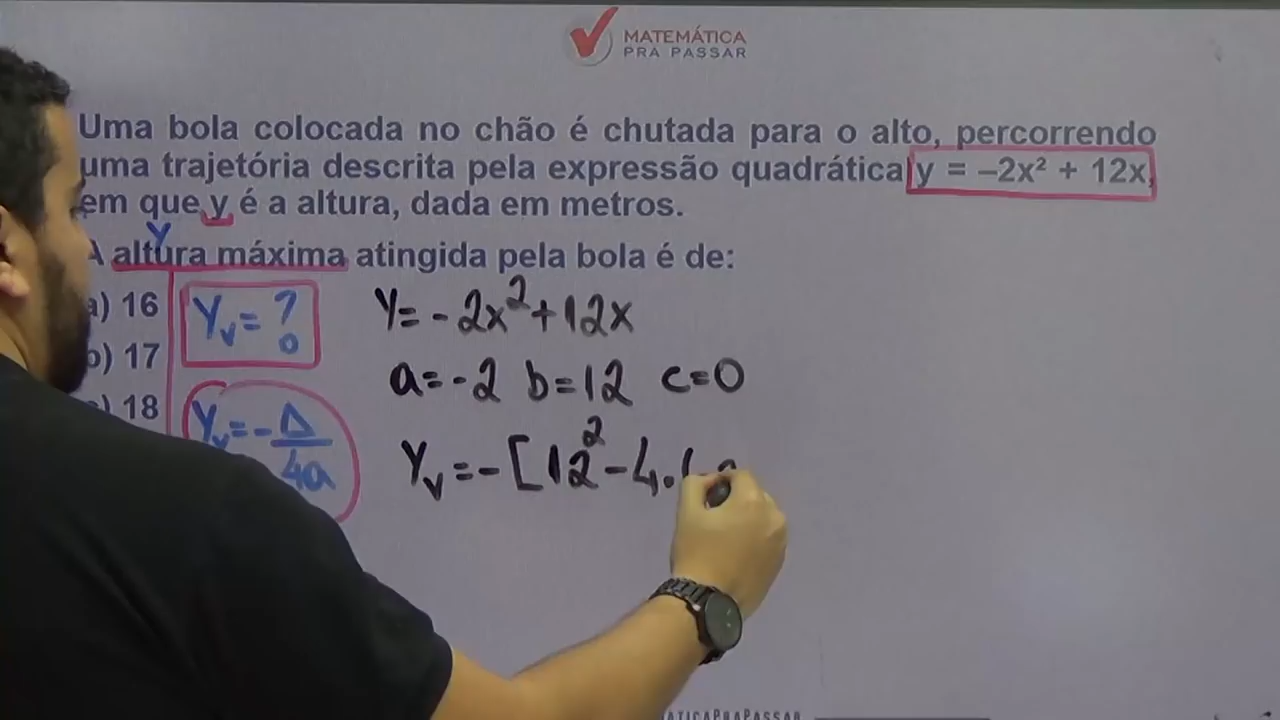 MATEMÁTICA
PRA PASSAR
Uma bola colocada no chão é chutada para o alto, percorrendo
uma trajetória descrita pela expressão quadrática y = –2x² + 12x,
em que y é a altura, dada em metros.
Y
A altura máxima atingida pela bola é de:
a) 16
b) 17
c) 18
Yv = ?
Yv = - Δ/4a
Y = -2x² + 12x
a = -2 b = 12 c = 0
Yv = - [12² - 4.(
MATICAPRAPASSAR